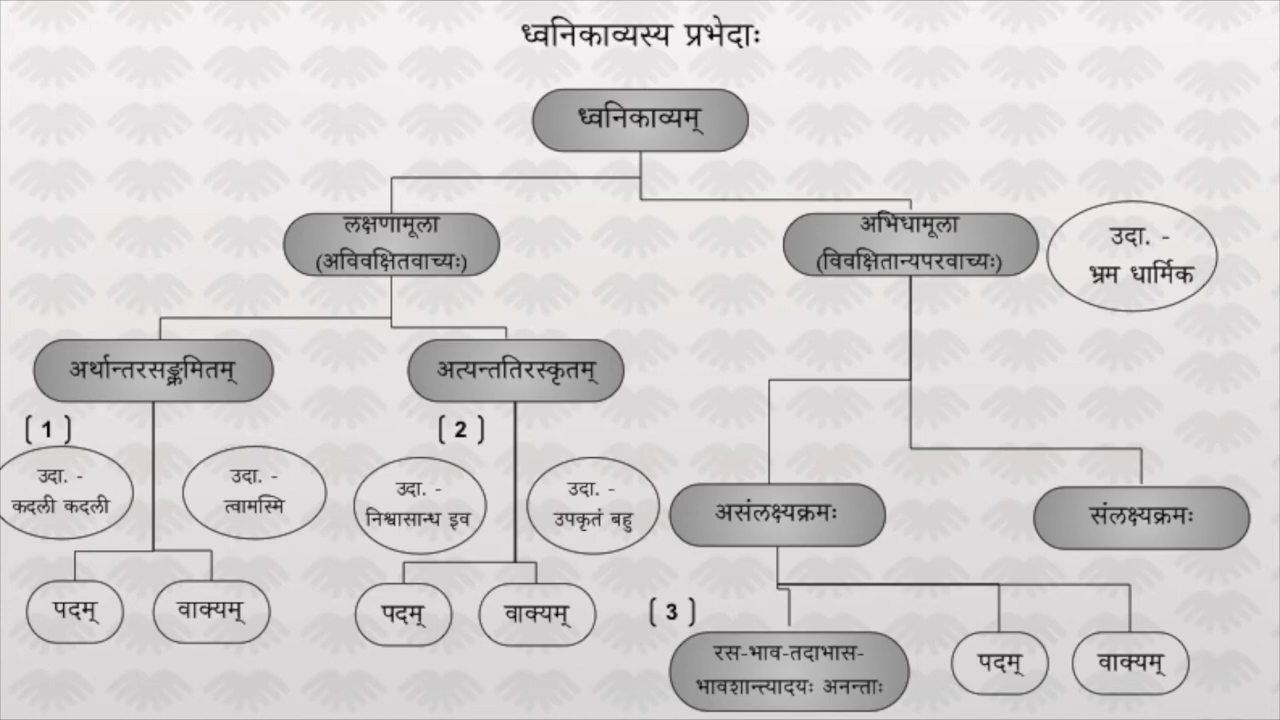 ध्वनिकाव्यस्य प्रभेदाः
ध्वनिकाव्यम्
लक्षणामूला
(अविवक्षितवाच्यः)
अभिधामूला
(विवक्षितान्यपरवाच्यः)
उदा. -
भ्रम धार्मिक
अर्थान्तरसङ्क्रमितम्
अत्यन्ततिरस्कृतम्
[ 1 ]
[ 2 ]
उदा. -
कदली कदली
उदा. -
त्वामस्मि
उदा. -
निश्वासान्ध इव
उदा. -
उपकृतं बहु
असंलक्ष्यक्रमः
संलक्ष्यक्रमः
पदम्
वाक्यम्
पदम्
वाक्यम्
[ 3 ]
रस-भाव-तदाभास-
भावशान्त्यादयः अनन्ताः
पदम्
वाक्यम्